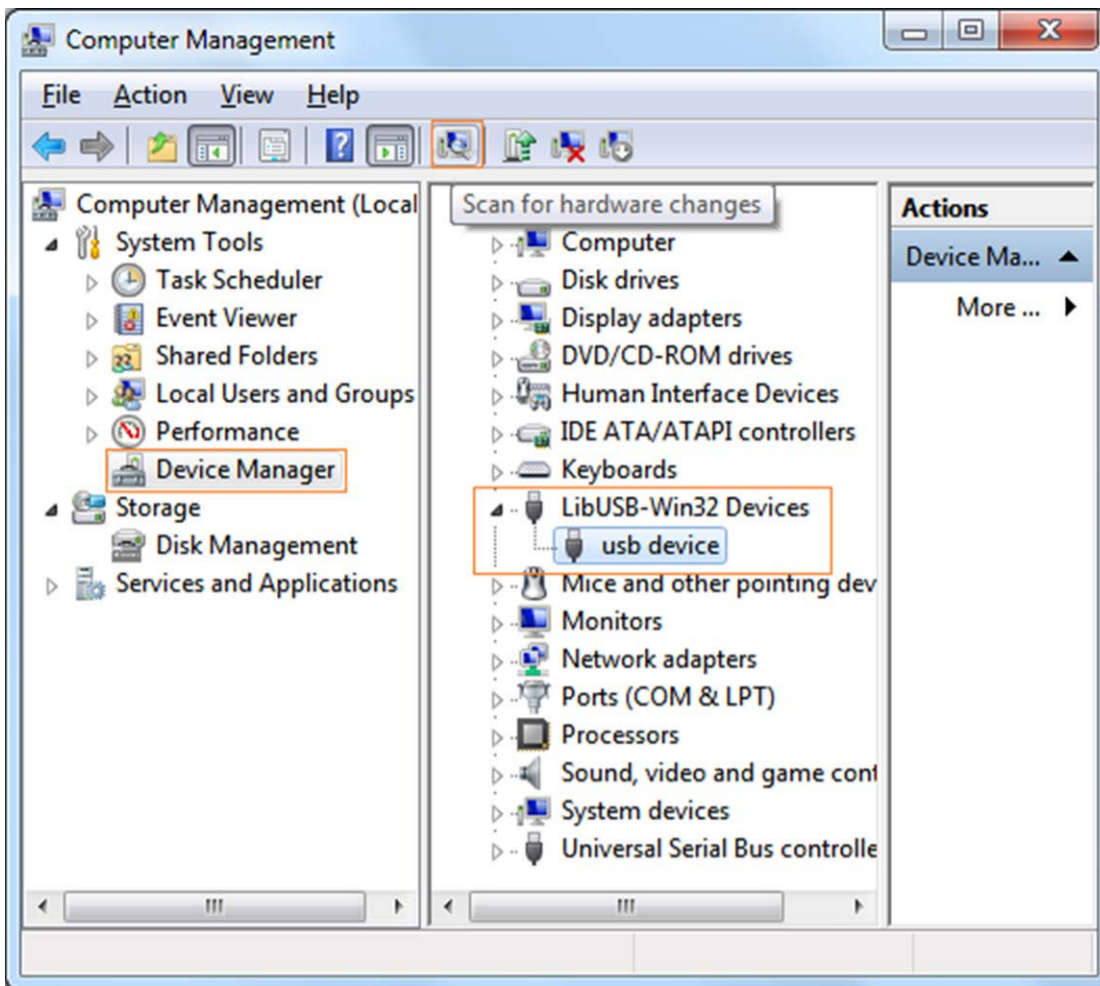 Computer Management
File Action View Help
Scan for hardware changes
Computer Management (Local
System Tools
Task Scheduler
Event Viewer
Shared Folders
Local Users and Groups
Performance
Device Manager
Storage
Disk Management
Services and Applications
Computer
Disk drives
Display adapters
DVD/CD-ROM drives
Human Interface Devices
IDE ATA/ATAPI controllers
Keyboards
LibUSB-Win32 Devices
usb device
Mice and other pointing dev
Monitors
Network adapters
Ports (COM & LPT)
Processors
Sound, video and game cont
System devices
Universal Serial Bus controlle
Actions
Device Ma...
More ...